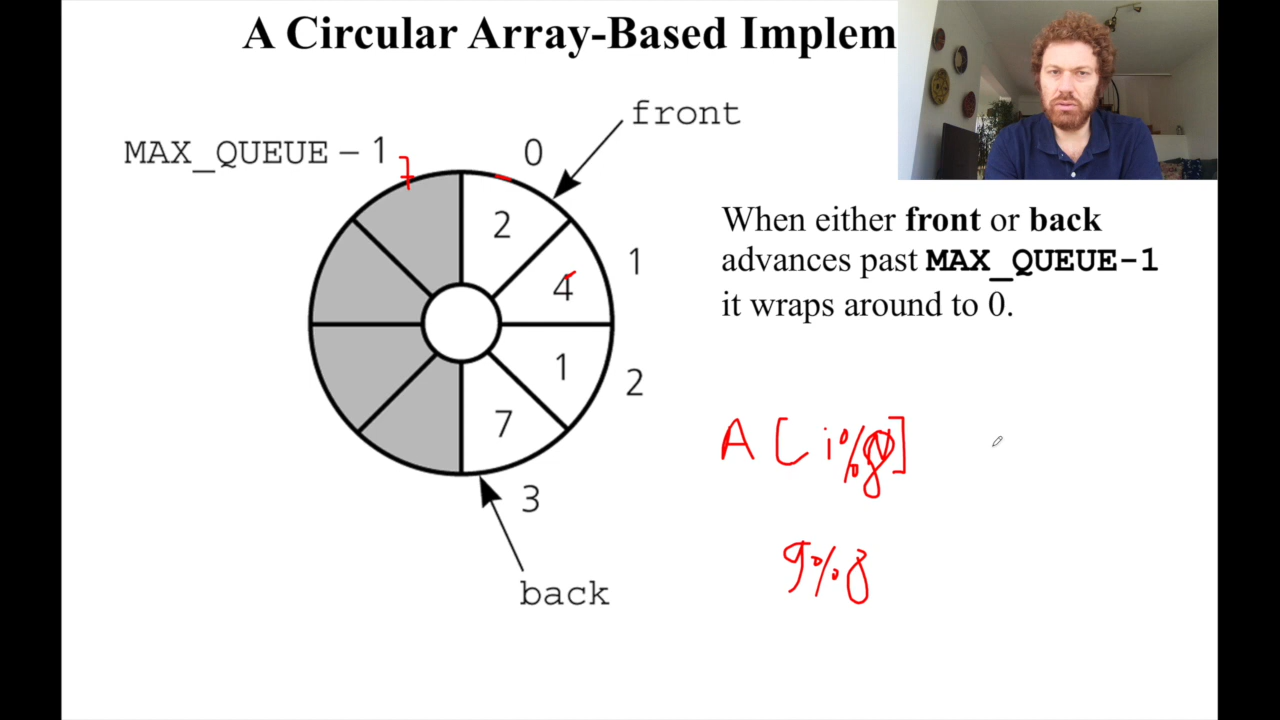 A Circular Array-Based Implem
front
MAX_QUEUE – 1
7
0
2
4
1
1
2
7
3
back
When either front or back
advances past MAX_QUEUE-1
it wraps around to 0.
A [ i%8 ]
9%8